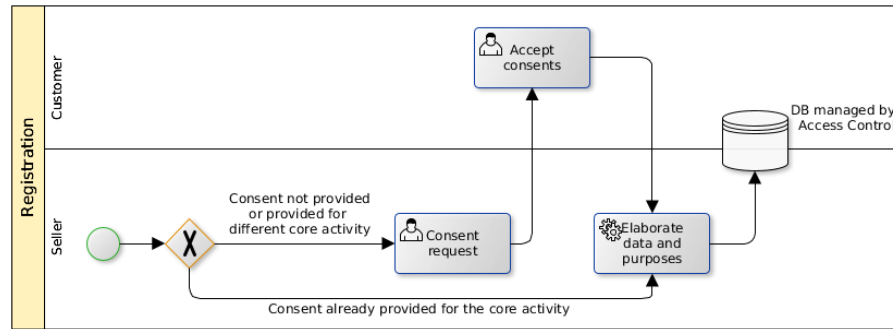 Registration
Customer
Seller
Accept
consents
DB managed by
Access Contro
Consent not provided
or provided for
different core activity
Consent
request
Elaborate
data and
purposes
Consent already provided for the core activity